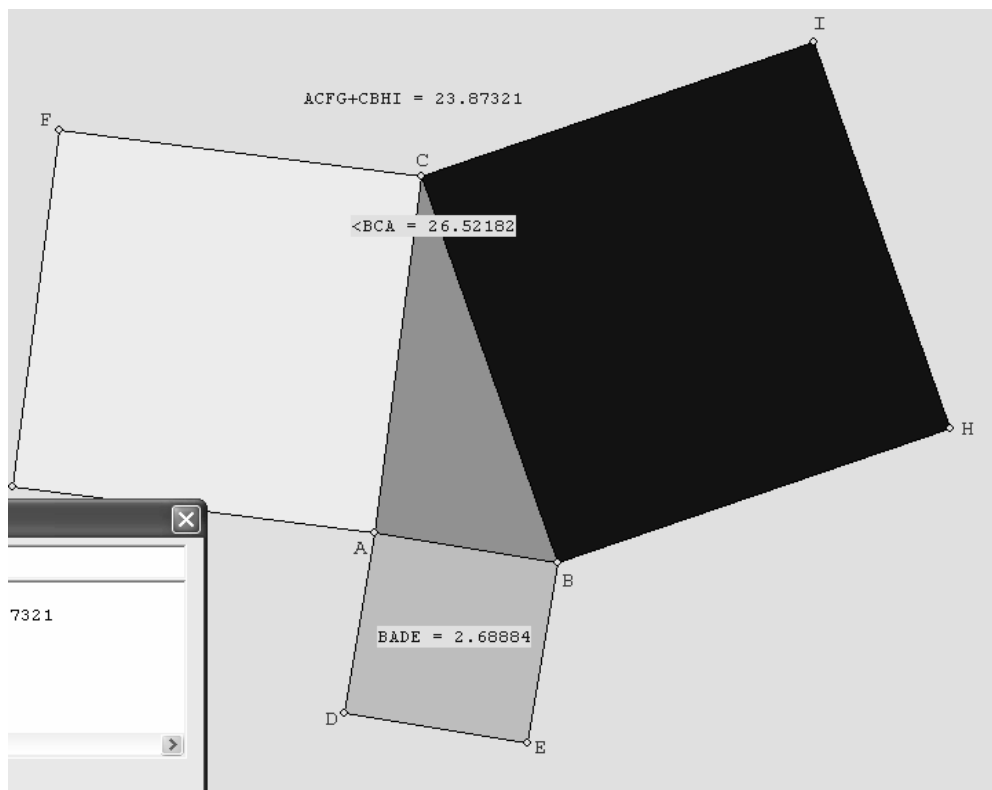 I
ACFG+CBHI = 23.87321
F
C
<BCA = 26.52182
H
A
B
7321
BADE = 2.68884
D
E